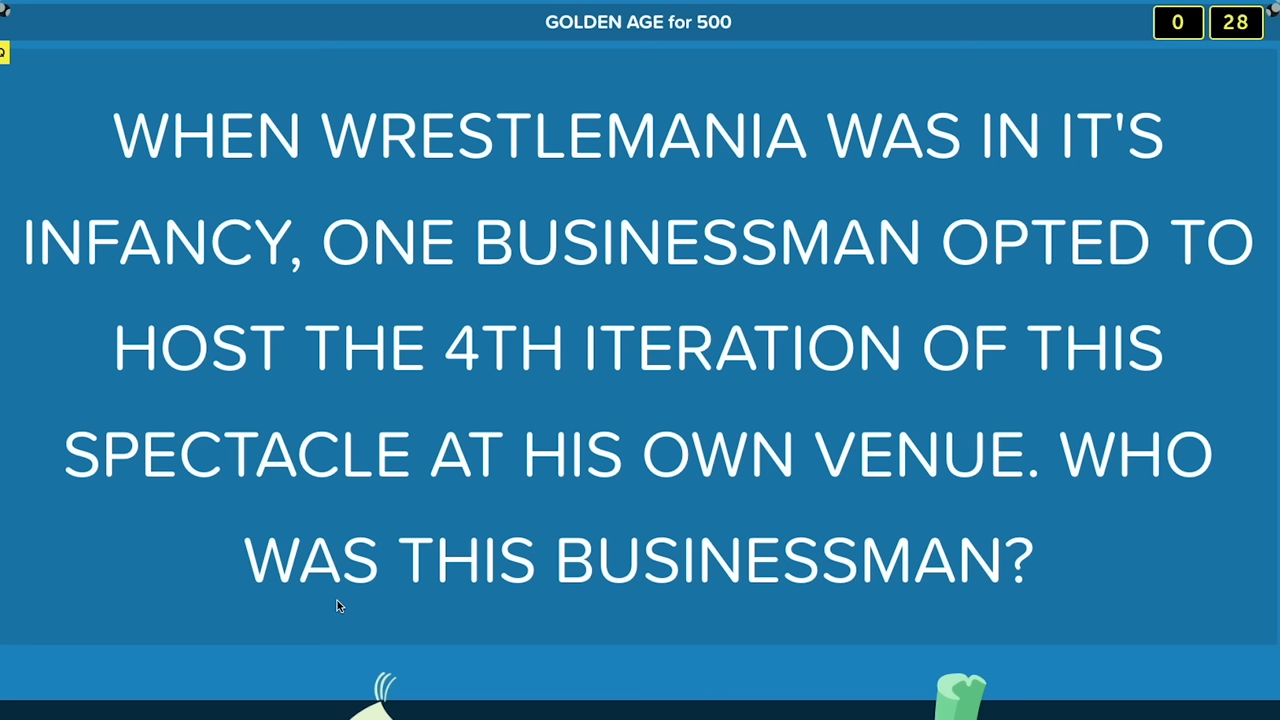 GOLDEN AGE for 500
0 28
WHEN WRESTLEMANIA WAS IN IT'S
INFANCY, ONE BUSINESSMAN OPTED TO
HOST THE 4TH ITERATION OF THIS
SPECTACLE AT HIS OWN VENUE. WHO
WAS THIS BUSINESSMAN?